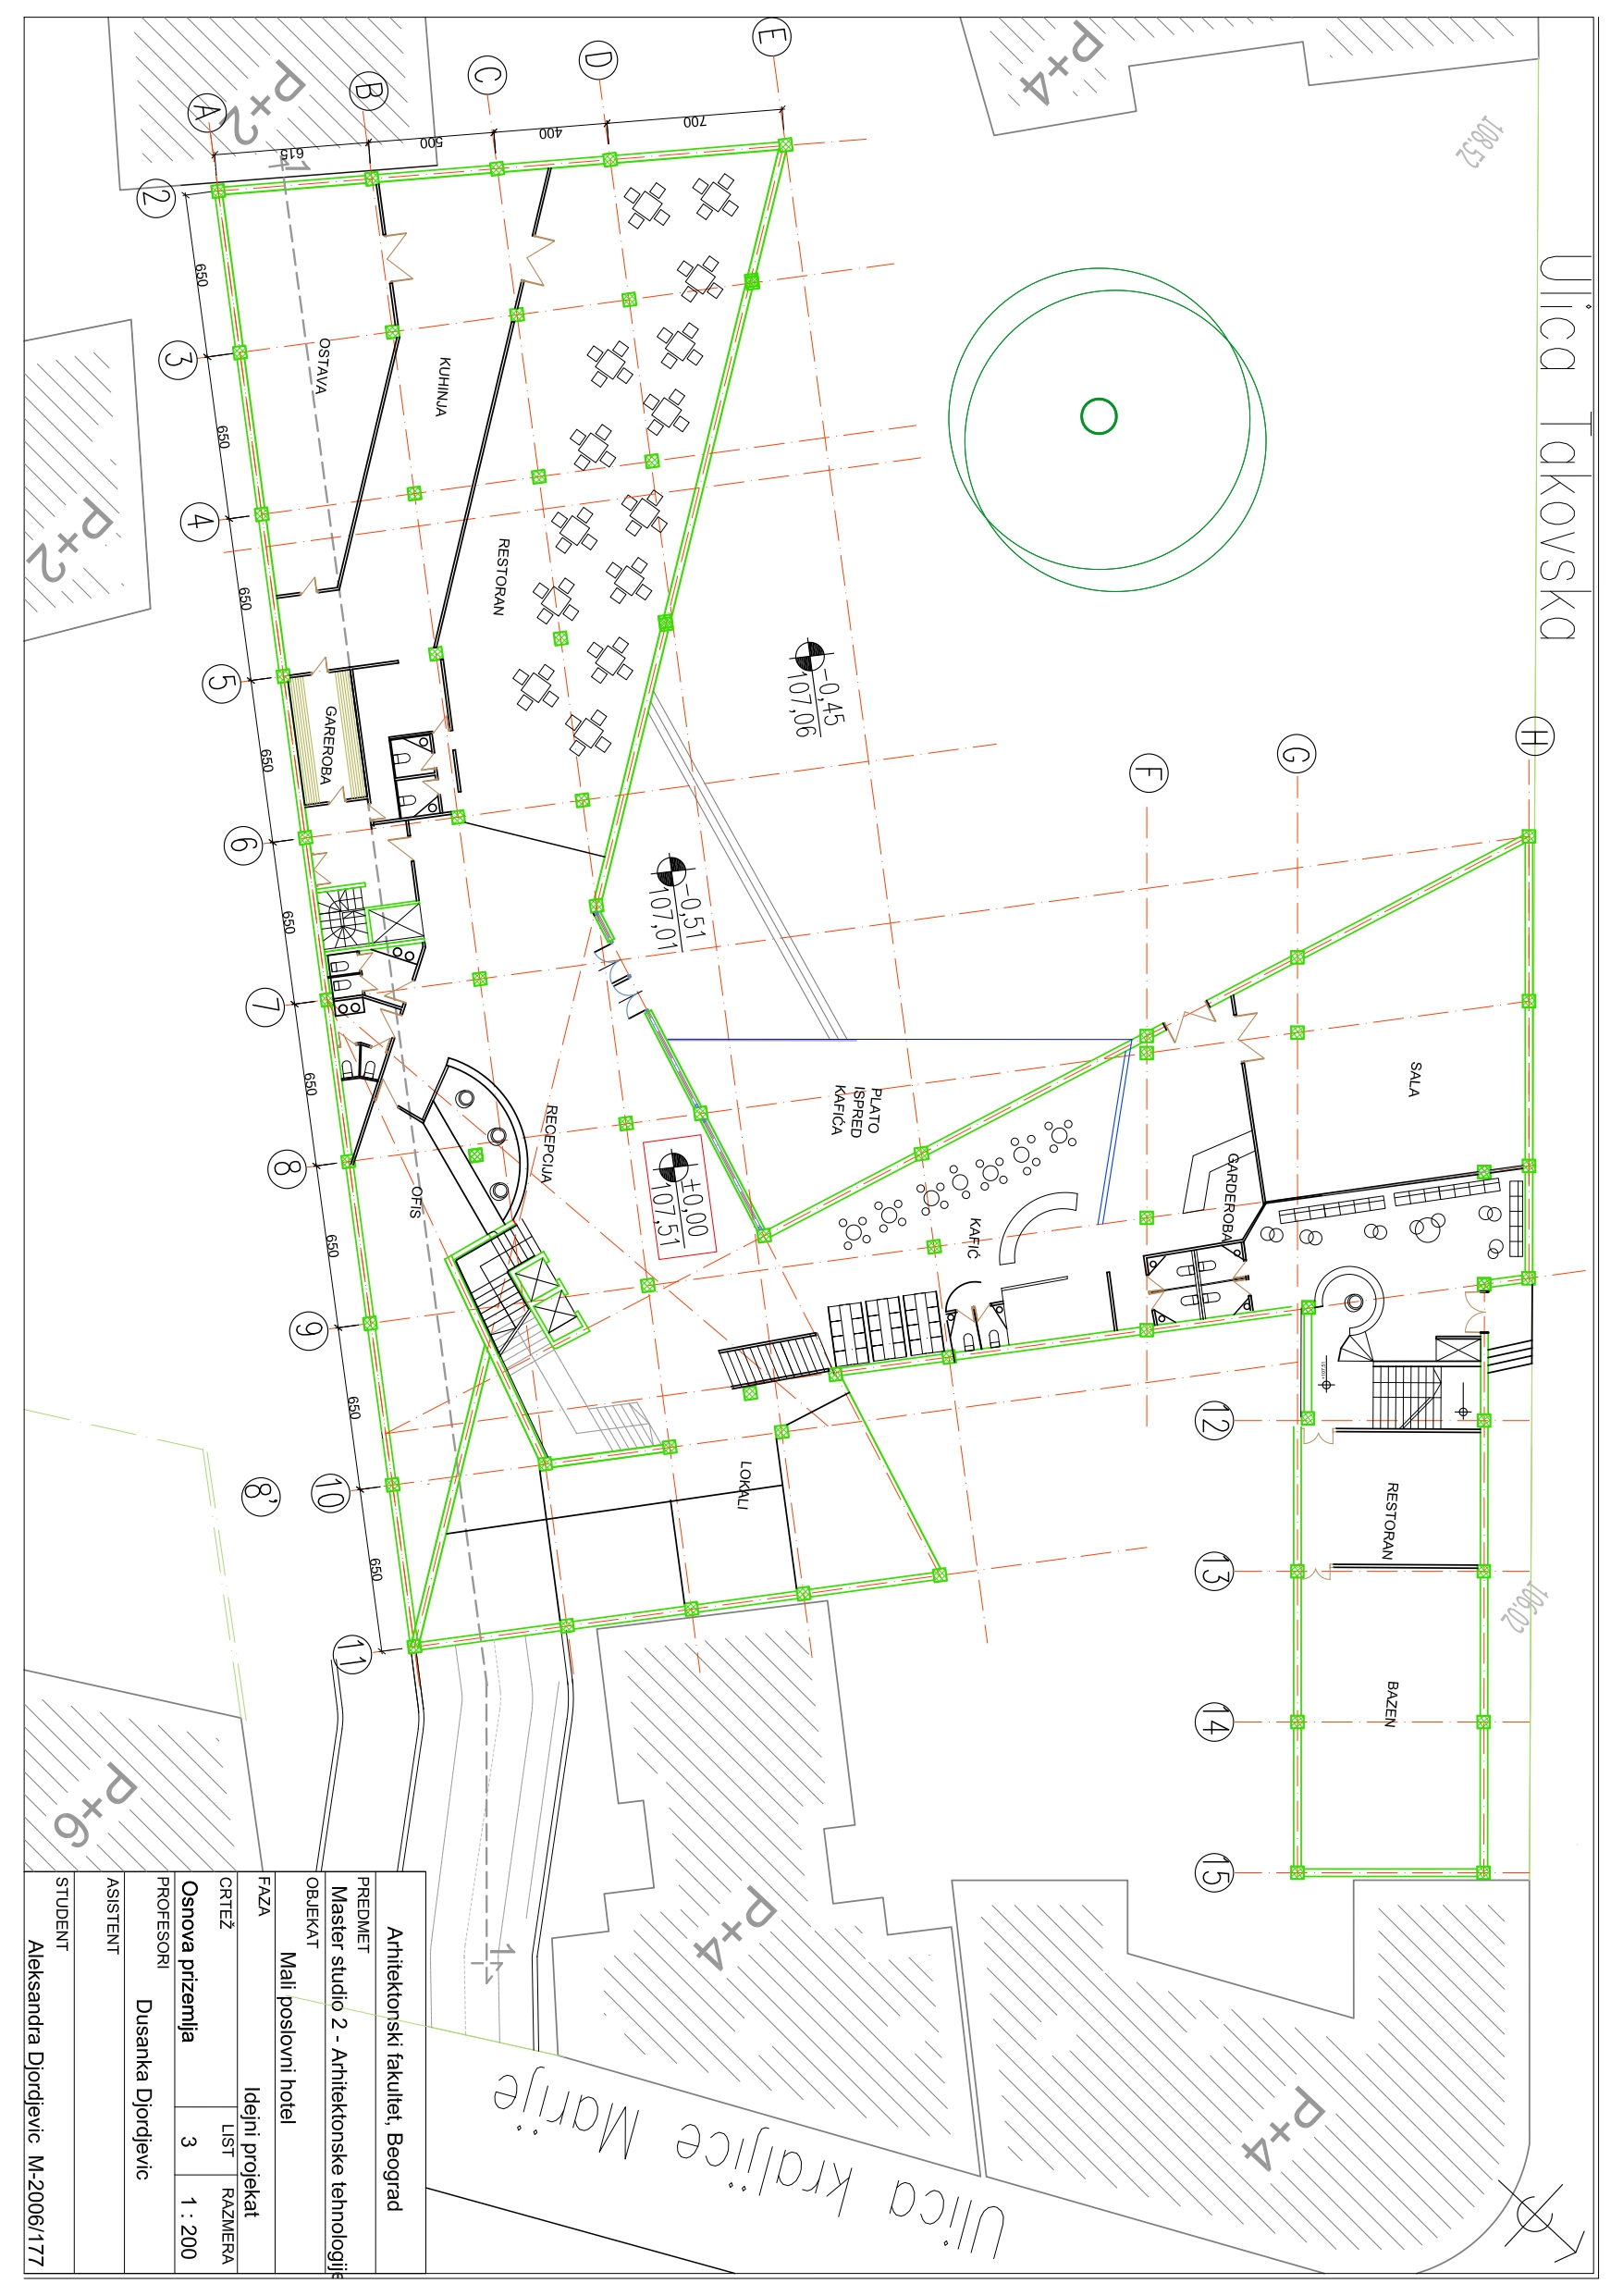 Ulica Takovska
H
106.02
108.52
SALA
RESTORAN
BAZEN
G
P+4
GARDEROBA
12
13
14
15
F
P+4
KAFIĆ
Ulica kraljice Marije
PLATO
ISPRED
KAFIĆA
-0,45
107,06
E
P+4
LOKALI
700
-0,51
107,01
±0,00
107,51
D
400
RECEPCIJA
C
RESTORAN
1
KUHINJA
500
OFIS
B
OSTAVA
GAREROBA
615
1
P+2
A
650
650
650
650
650
650
650
650
650
2
3
4
5
6
7
8
9
10
11
8'
P+2
P+6
Arhitektonski fakultet, Beograd
PREDMET
Master studio 2 - Arhitektonske tehnologije
OBJEKAT
Mali poslovni hotel
FAZA
Idejni projekat
CRTEŽ LIST RAZMERA
Osnova prizemlja 3 1 : 200
PROFESORI
Dusanka Djordjevic
ASISTENT
STUDENT
Aleksandra Djordjevic M-2006/177